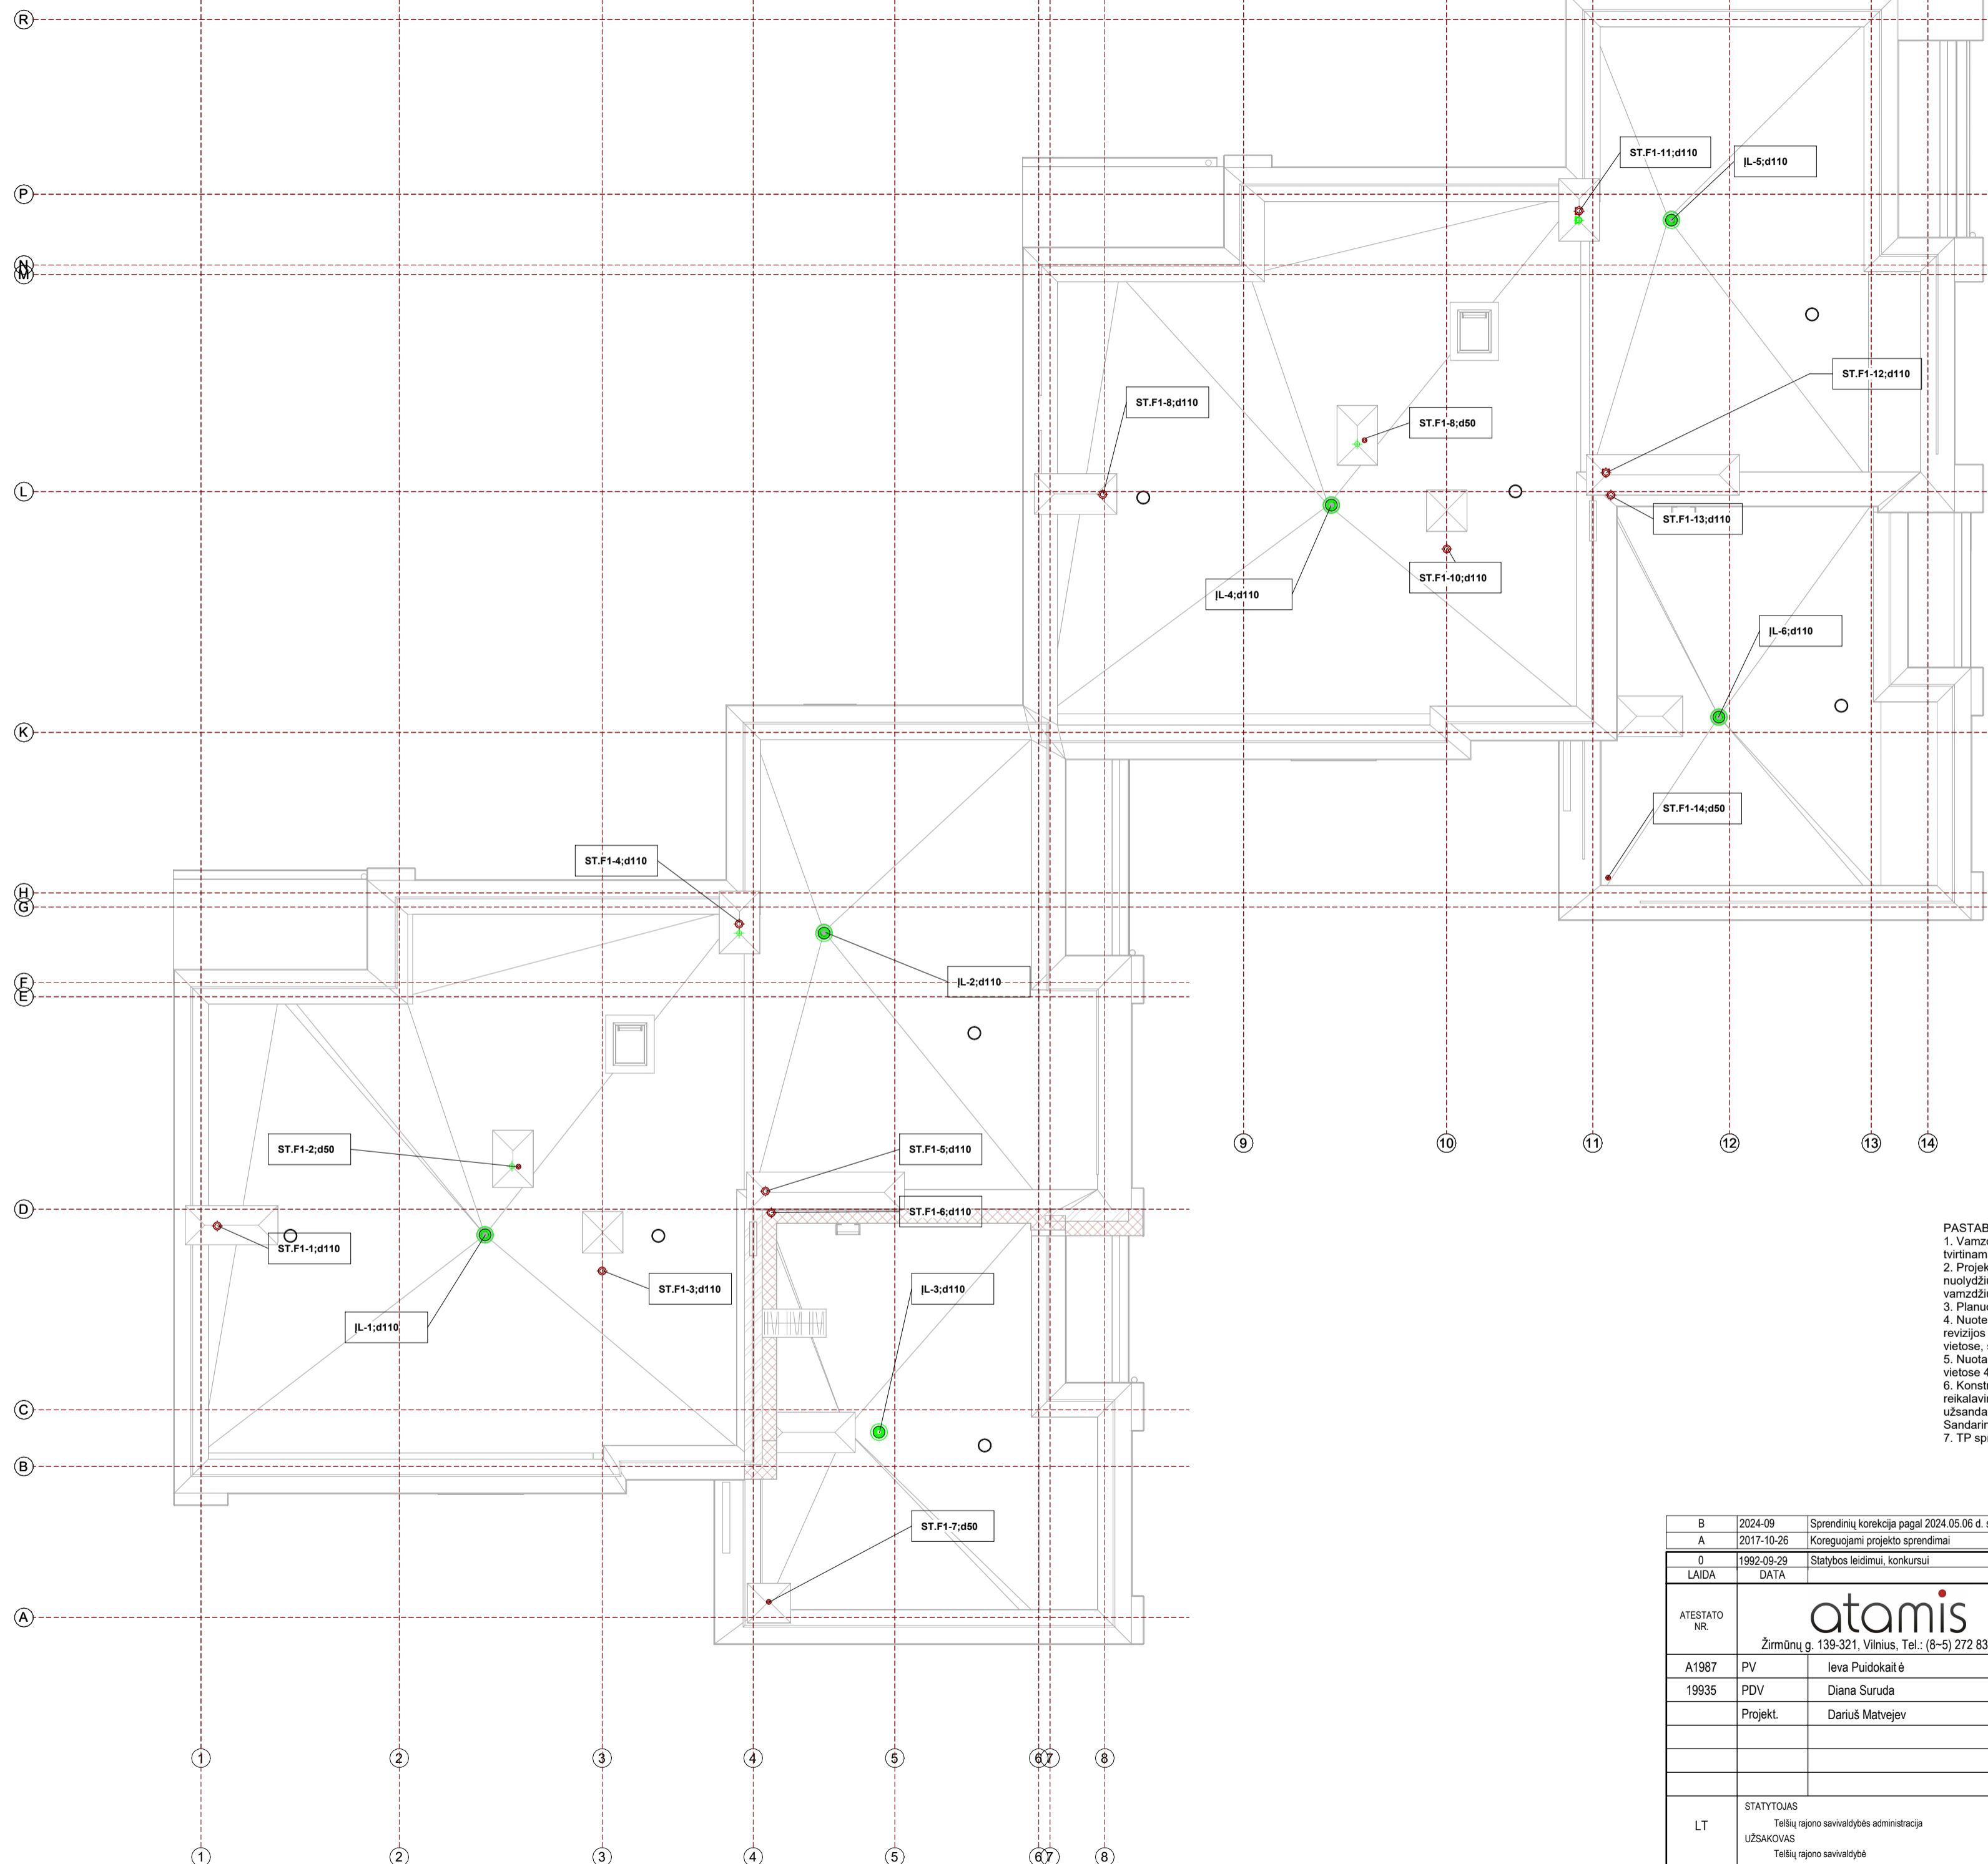 R
P
N
M
L
K
H
G
F
E
D
C
B
A
ST.F1-11;d110
ĮL-5;d110
ST.F1-12;d110
ST.F1-8;d110
ST.F1-8;d50
ST.F1-13;d110
ST.F1-10;d110
ĮL-4;d110
ĮL-6;d110
ST.F1-14;d50
ST.F1-4;d110
ĮL-2;d110
9 10 11 12 13 14
ST.F1-2;d50
ST.F1-5;d110
ST.F1-6;d110
ST.F1-1;d110
ST.F1-3;d110
ĮL-3;d110
ĮL-1;d110
ST.F1-7;d50
1 2 3 4 5 6 7 8
1 2 3 4 5 6 7 8
PASTAB
1. Vamz
tvirtinam
2. Projek
nuolydži
vamzdži
3. Planu
4. Nuote
revizijos
vietose,
5. Nuota
vietose 4
6. Konst
reikalavi
užsanda
Sandarin
7. TP sp
B 2024-09 Sprendinių korekcija pagal 2024.05.06 d. s
A 2017-10-26 Koreguojami projekto sprendimai
0 1992-09-29 Statybos leidimui, konkursui
LAIDA DATA
ATESTATO
NR.
atamis
Žirmūnų g. 139-321, Vilnius, Tel.: (8~5) 272 83
A1987 PV Ieva Puidokaitė
19935 PDV Diana Suruda
Projekt. Dariuš Matvejev
LT
STATYTOJAS
Telšių rajono savivaldybės administracija
UŽSAKOVAS
Telšių rajono savivaldybė